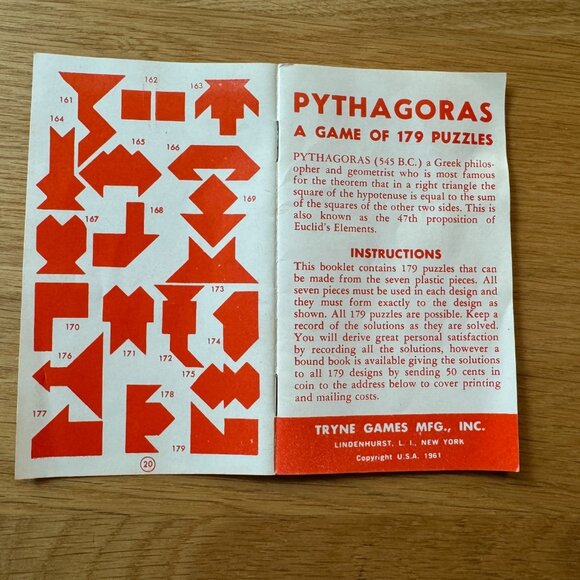 161
162
163
164
165
166
167
168
169
170
171
172
173
174
175
176
177
178
179
20
PYTHAGORAS
A GAME OF 179 PUZZLES
PYTHAGORAS (545 B.C.) a Greek philos-
opher and geometrist who is most famous
for the theorem that in a right triangle the
square of the hypotenuse is equal to the sum
of the squares of the other two sides. This is
also known as the 47th proposition of
Euclid's Elements.
INSTRUCTIONS
This booklet contains 179 puzzles that can
be made from the seven plastic pieces. All
seven pieces must be used in each design and
they must form exactly to the design as
shown. All 179 puzzles are possible. Keep a
record of the solutions as they are solved.
You will derive great personal satisfaction
by recording all the solutions, however a
bound book is available giving the solutions
to all 179 designs by sending 50 cents in
coin to the address below to cover printing
and mailing costs.
TRYNE GAMES MFG., INC.
LINDENHURST, L. I., NEW YORK
Copyright U.S.A. 1961